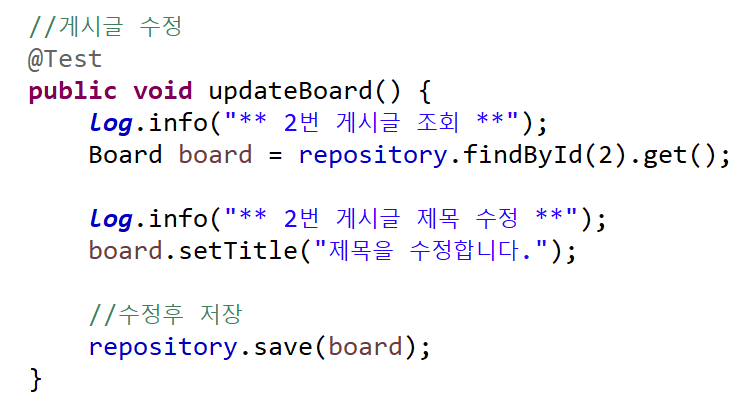 //게시글 수정
@Test
public void updateBoard() {
log.info("** 2번 게시글 조회 **");
Board board = repository.findById(2).get();
log.info("** 2번 게시글 제목 수정 **");
board.setTitle("제목을 수정합니다.");
//수정후 저장
repository.save(board);
}